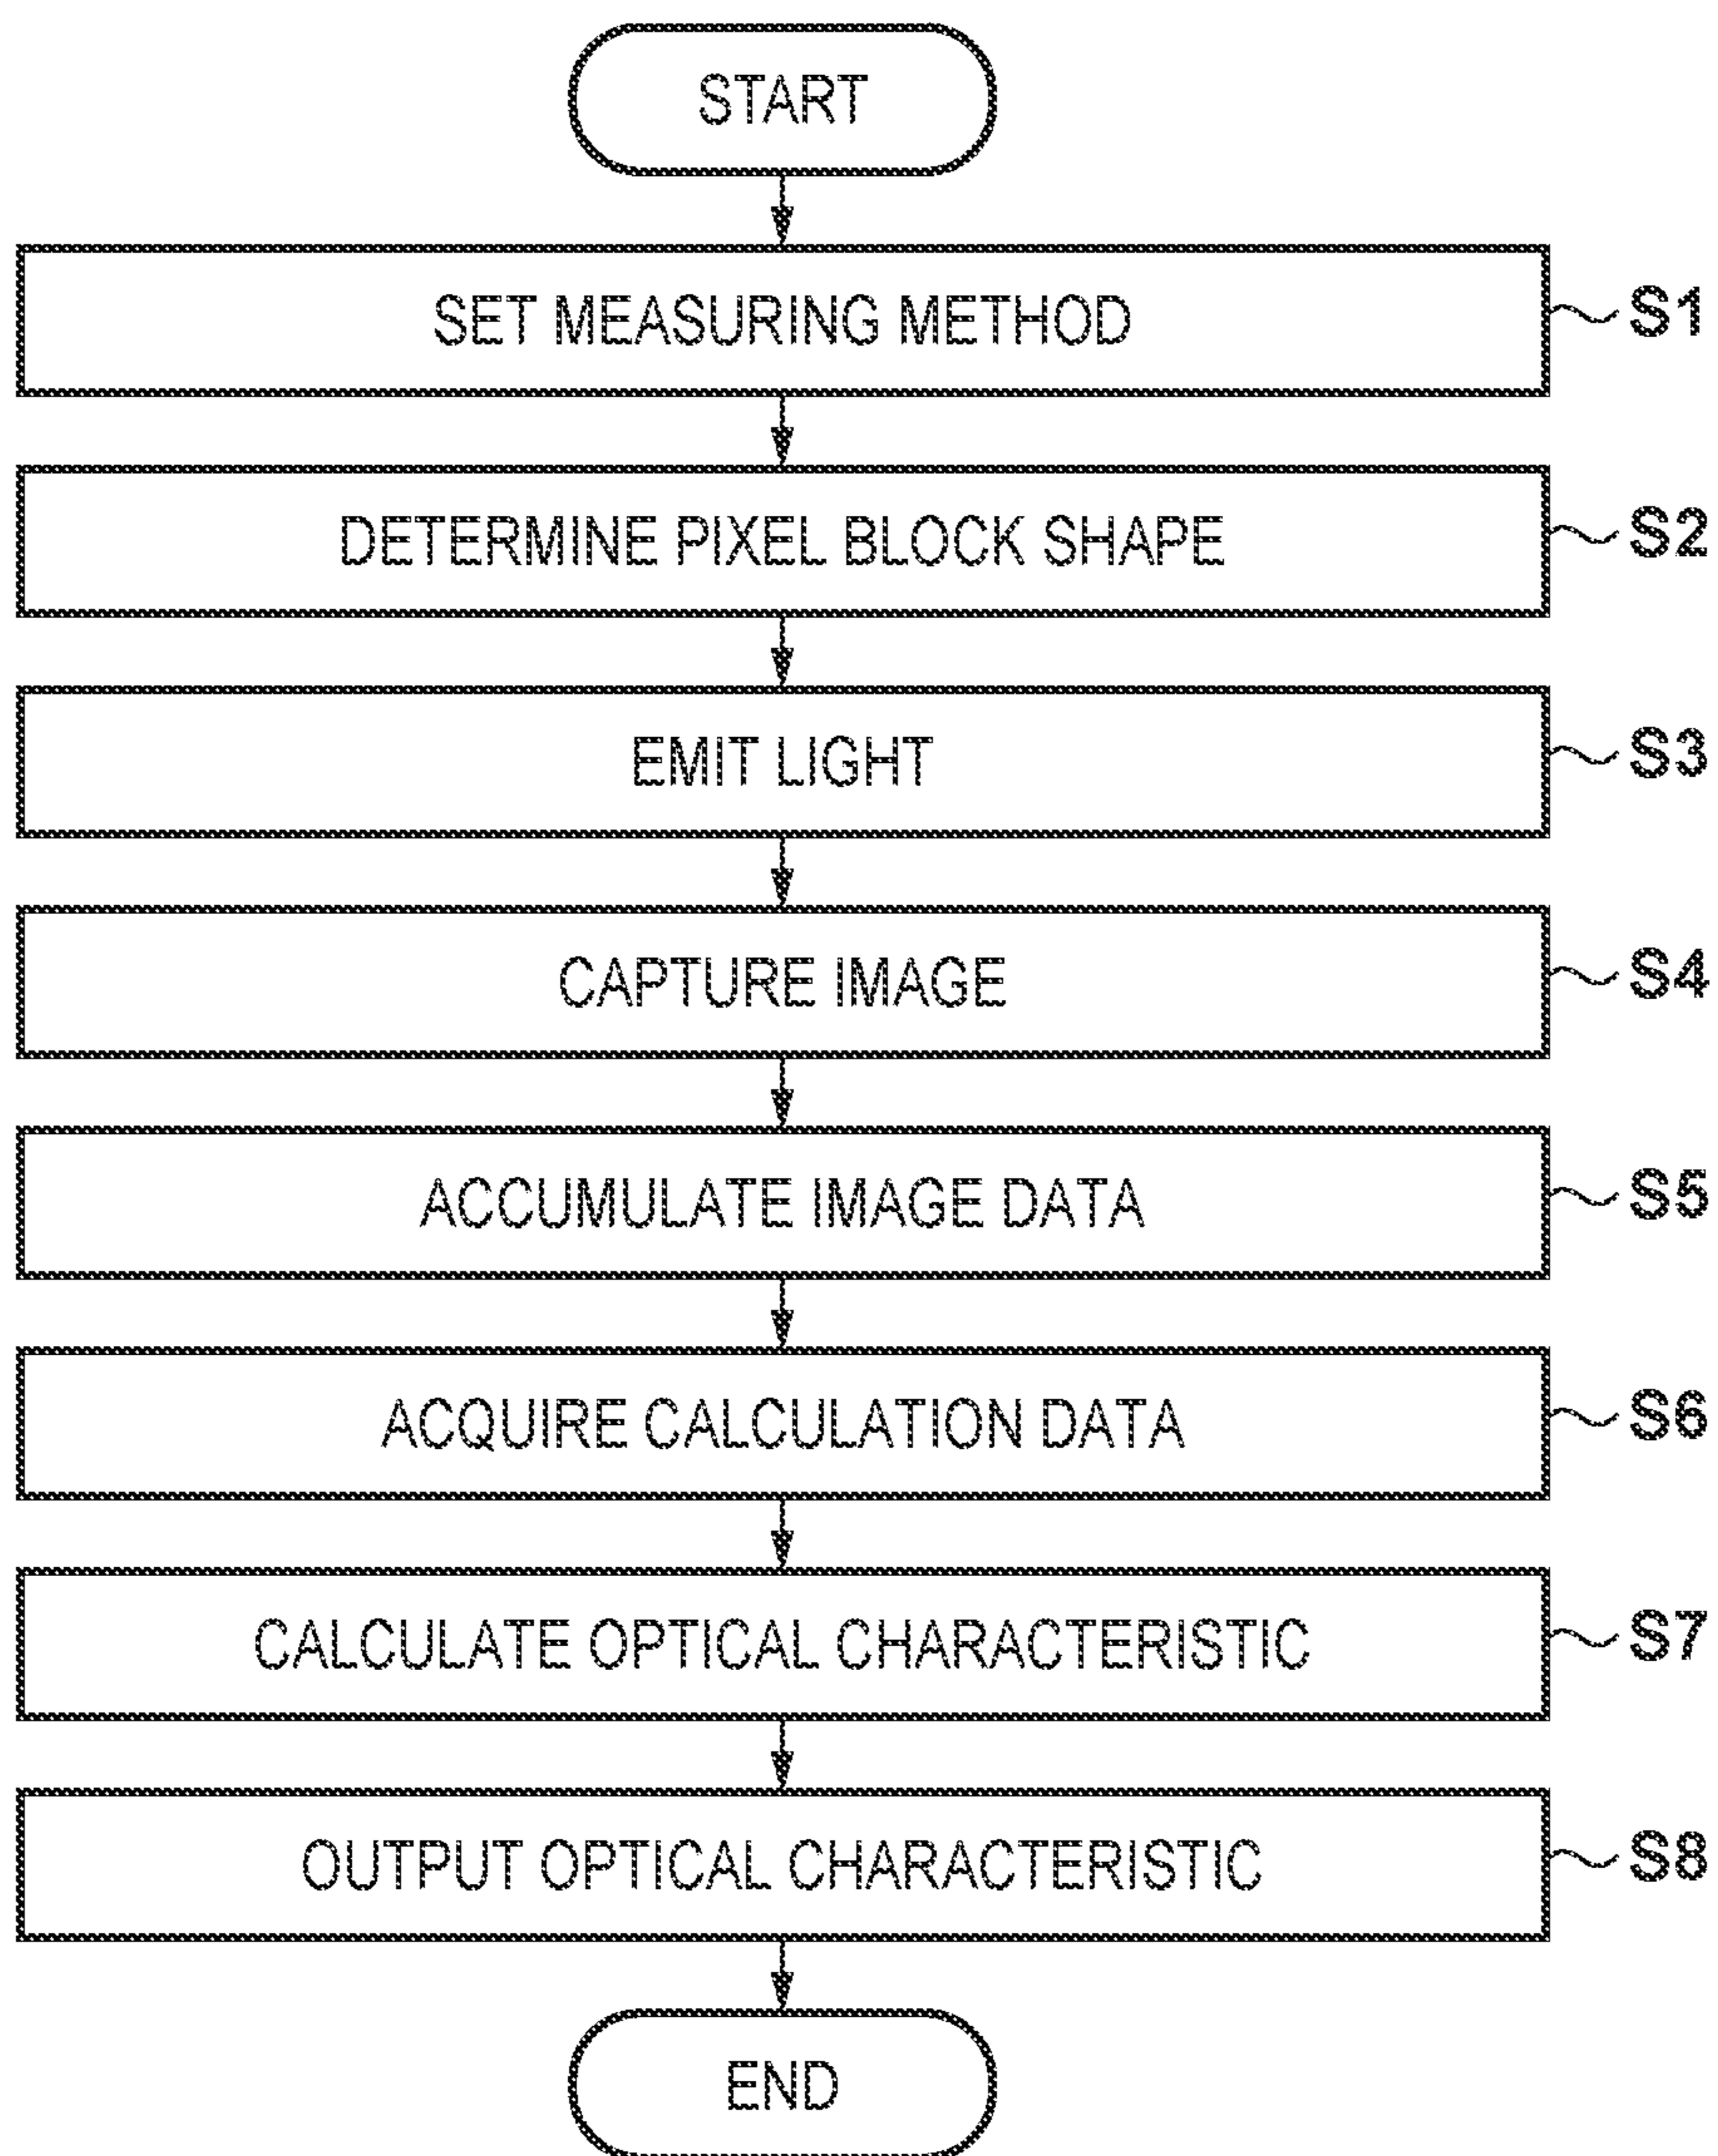 START
SET MEASURING METHOD S1
DETERMINE PIXEL BLOCK SHAPE S2
EMIT LIGHT S3
CAPTURE IMAGE S4
ACCUMULATE IMAGE DATA S5
ACQUIRE CALCULATION DATA S6
CALCULATE OPTICAL CHARACTERISTIC S7
OUTPUT OPTICAL CHARACTERISTIC S8
END